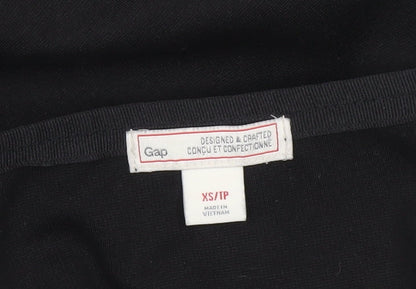 Gap
DESIGNED & CRAFTED
CONÇU ET CONFECTIONNÉ
XS/TP
MADE IN
VIETNAM